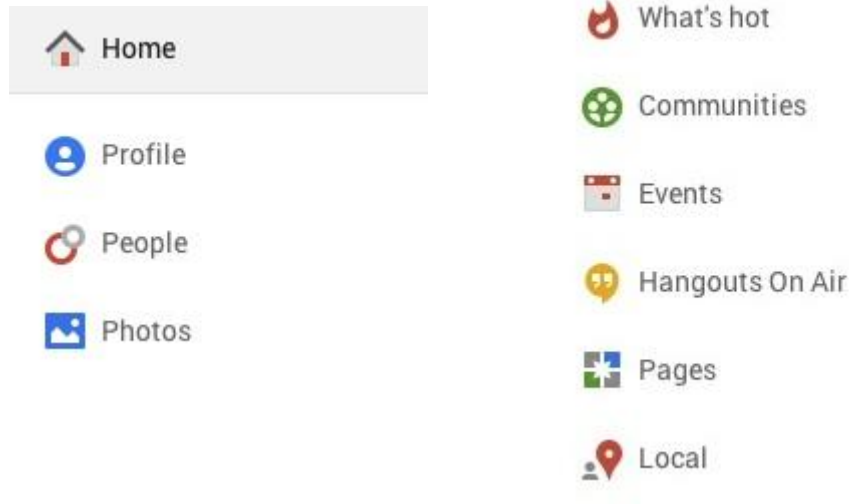 Home
Profile
People
Photos
What's hot
Communities
Events
Hangouts On Air
Pages
Local